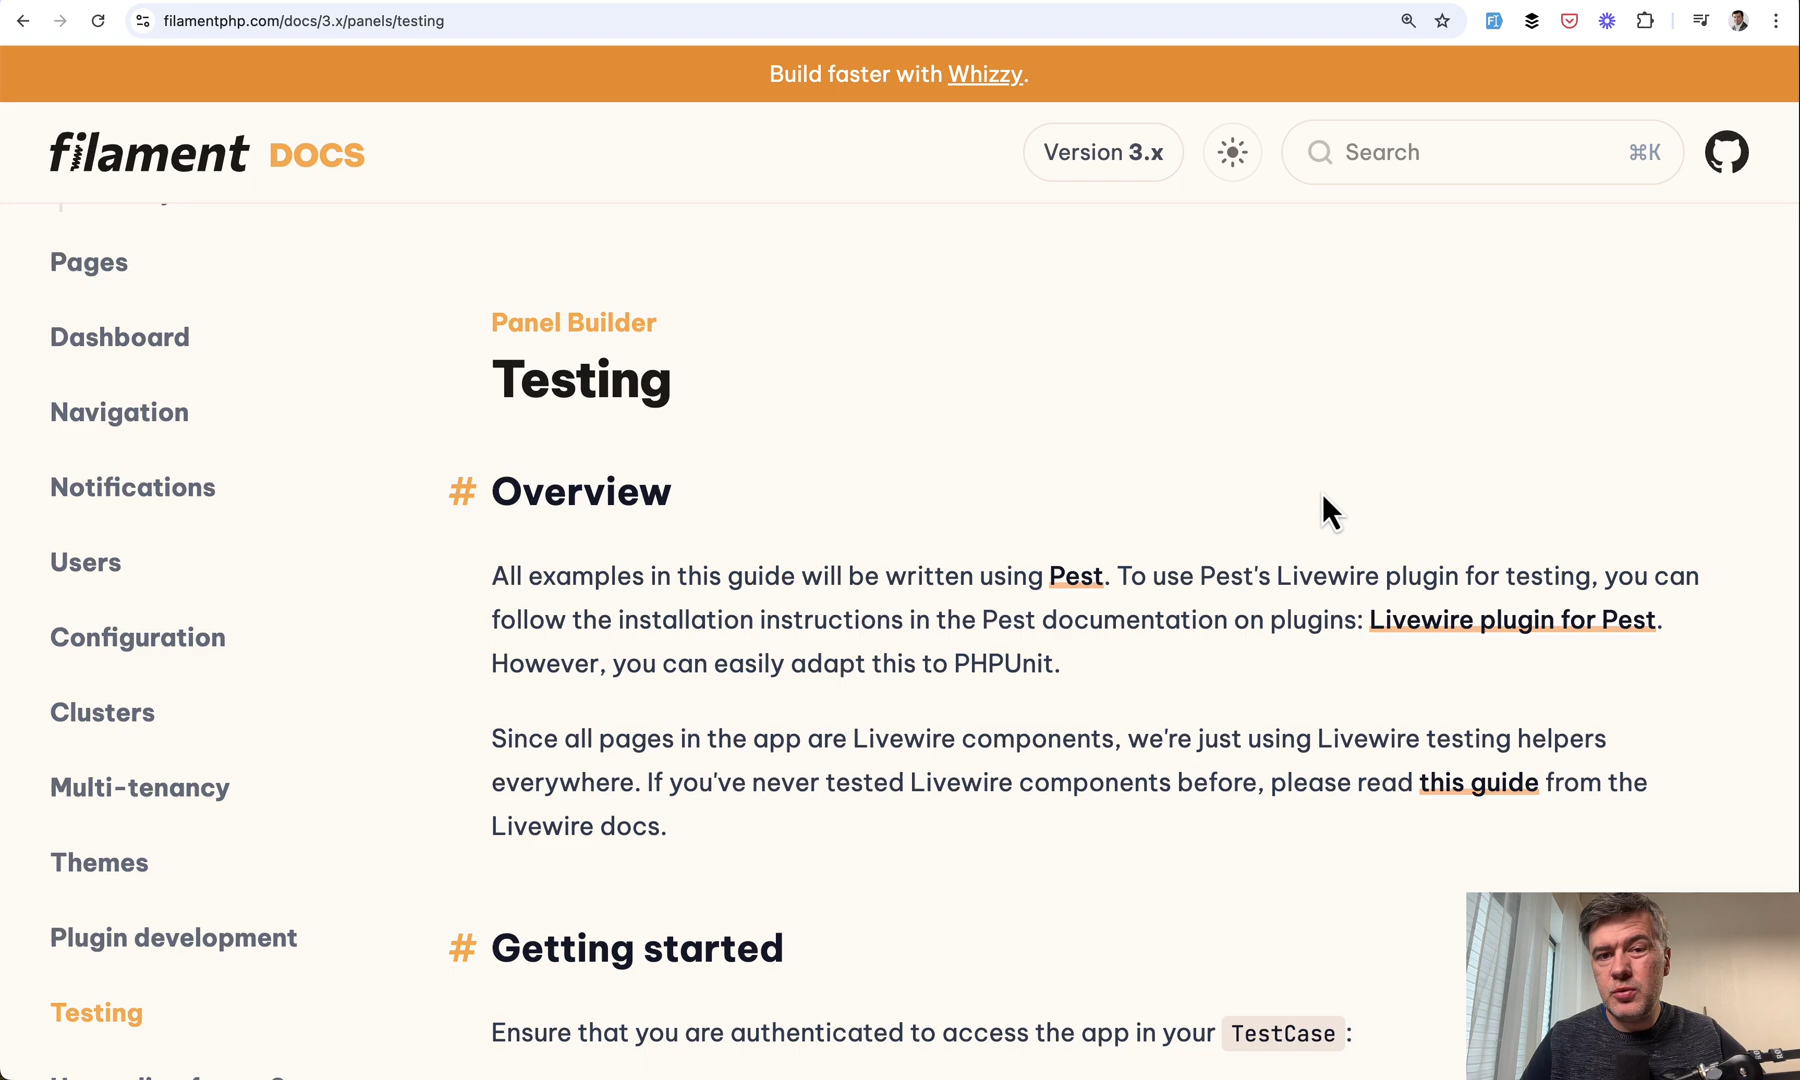 filamentphp.com/docs/3.x/panels/testing
Build faster with Whizzy.
filament DOCS
Version 3.x
Search
⌘K
Pages
Dashboard
Navigation
Notifications
Users
Configuration
Clusters
Multi-tenancy
Themes
Plugin development
Testing
Panel Builder
Testing
# Overview
All examples in this guide will be written using Pest. To use Pest's Livewire plugin for testing, you can
follow the installation instructions in the Pest documentation on plugins: Livewire plugin for Pest.
However, you can easily adapt this to PHPUnit.
Since all pages in the app are Livewire components, we're just using Livewire testing helpers
everywhere. If you've never tested Livewire components before, please read this guide from the
Livewire docs.
# Getting started
Ensure that you are authenticated to access the app in your TestCase: